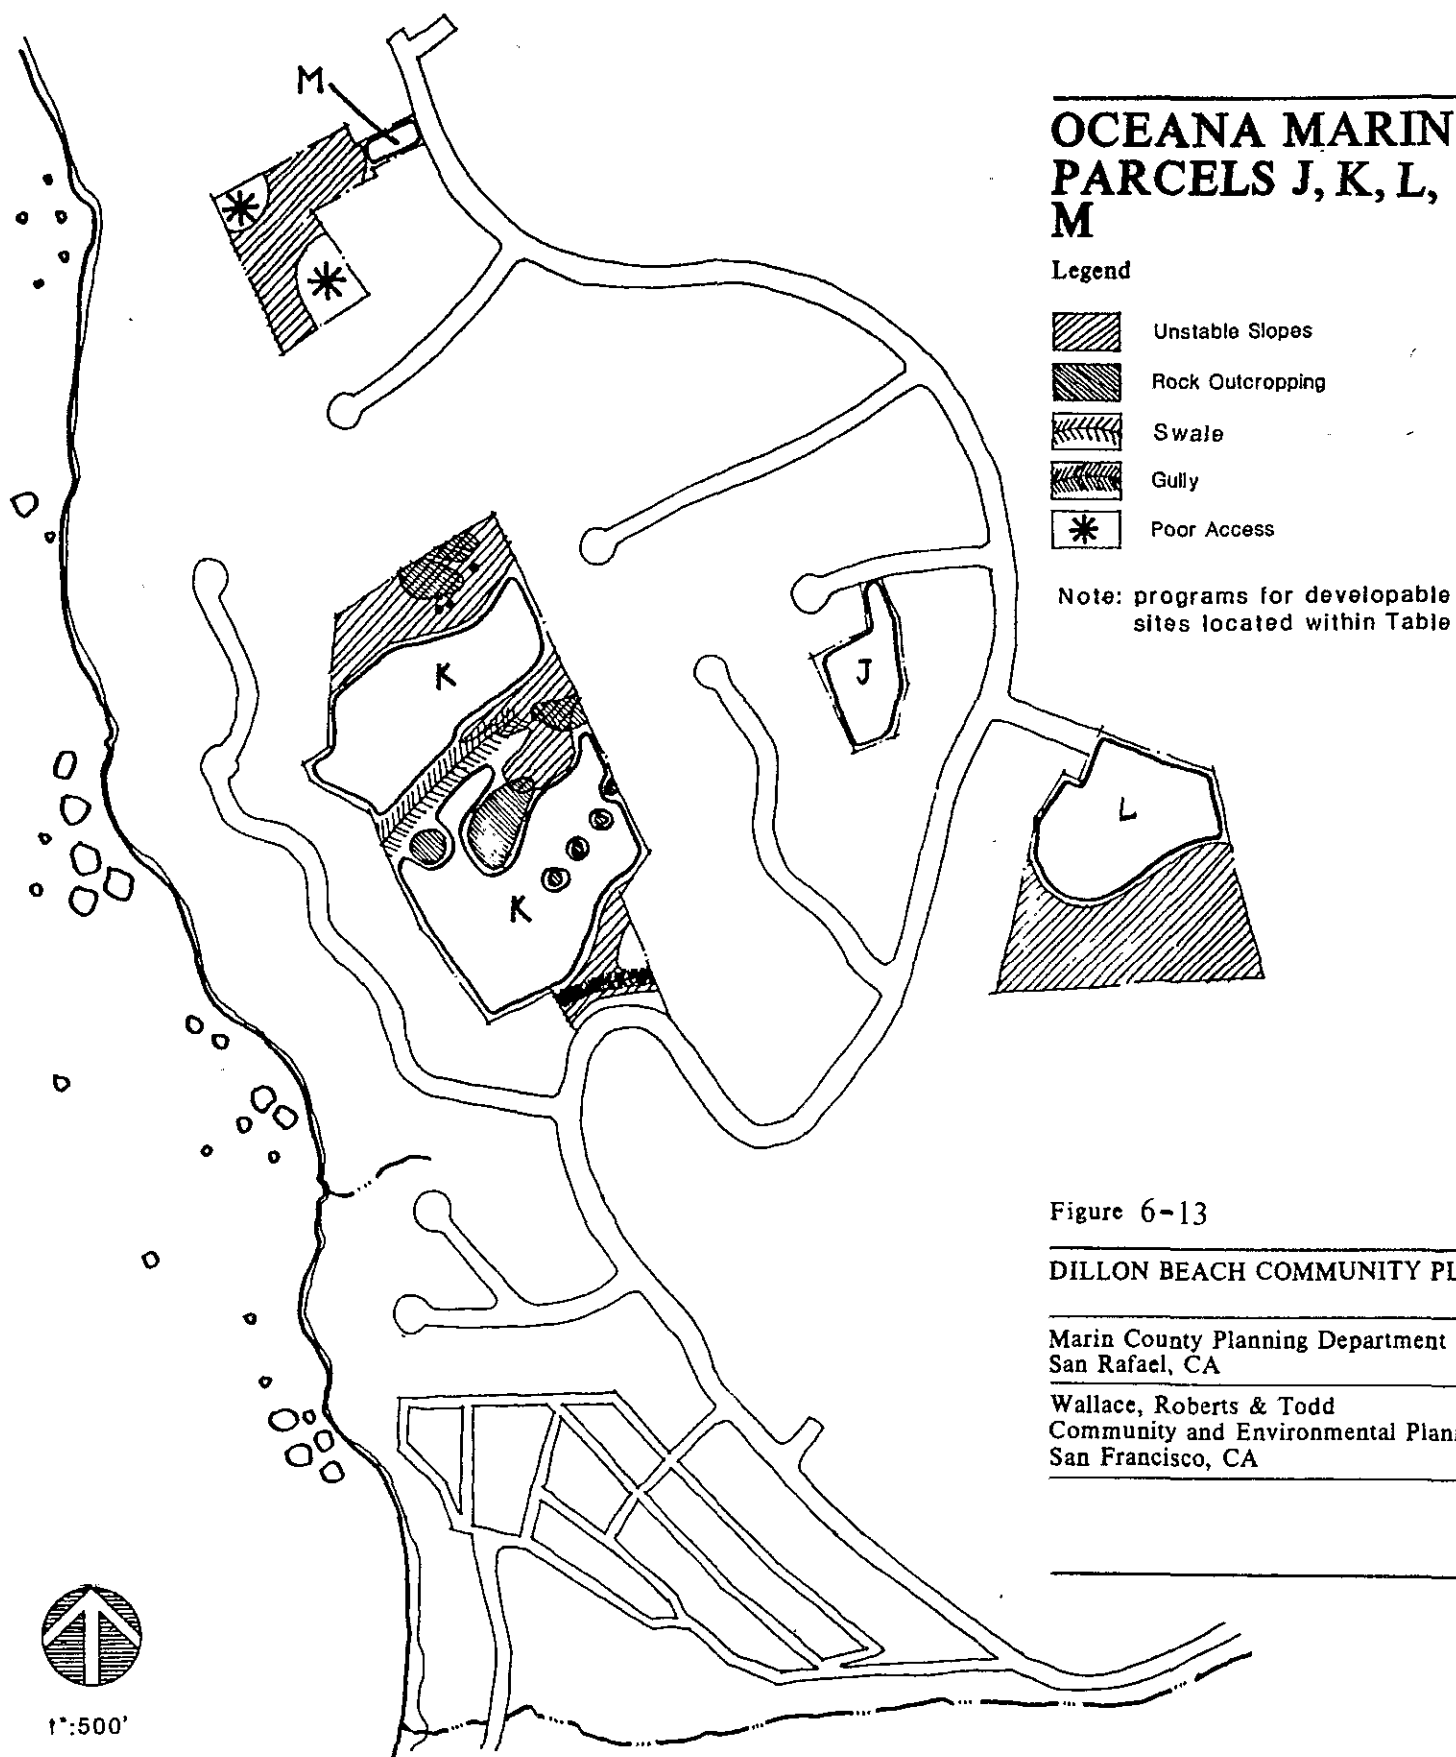 OCEANA MARIN
PARCELS J, K, L,
M
Legend
Unstable Slopes
Rock Outcropping
Swale
Gully
Poor Access
Note: programs for developable
sites located within Table
M
K
J
L
K
Figure 6-13
DILLON BEACH COMMUNITY PL
Marin County Planning Department
San Rafael, CA
Wallace, Roberts & Todd
Community and Environmental Plan
San Francisco, CA
1":500'